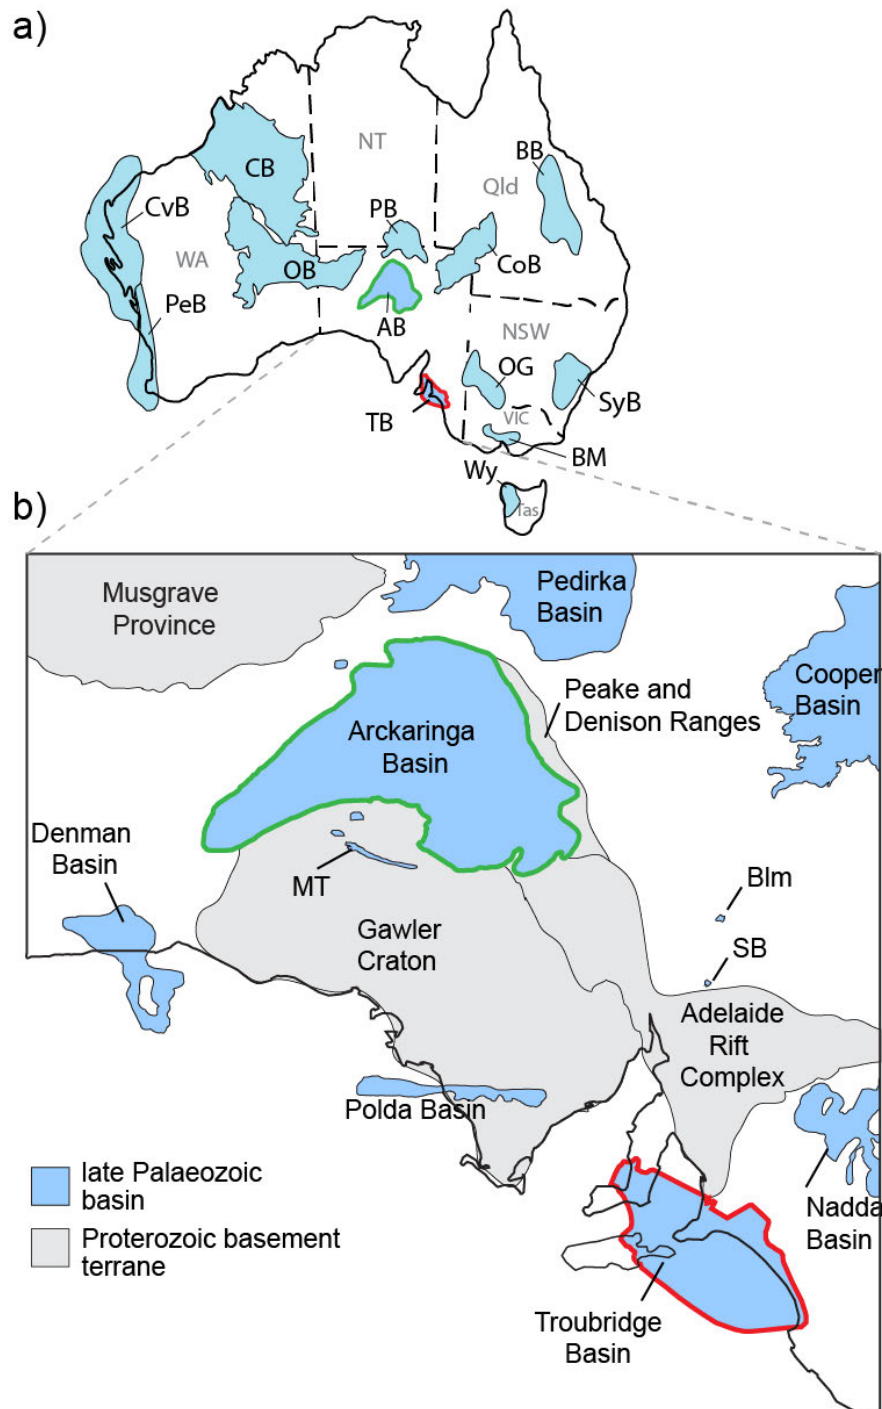 a)
NT
BB
CB
Qld
CvB
PB
WA
OB
CoB
PeB
AB
NSW
OG
TB
SyB
VIC
BM
Wy
Tas
b)
Musgrave
Province
Pedirka
Basin
Peake and
Denison Ranges
Cooper
Basin
Arckaringa
Basin
Denman
Basin
MT
Blm
Gawler
Craton
SB
Adelaide
Rift
Complex
Polda Basin
late Palaeozoic
basin
Nadda
Basin
Proterozoic basement
terrane
Troubridge
Basin